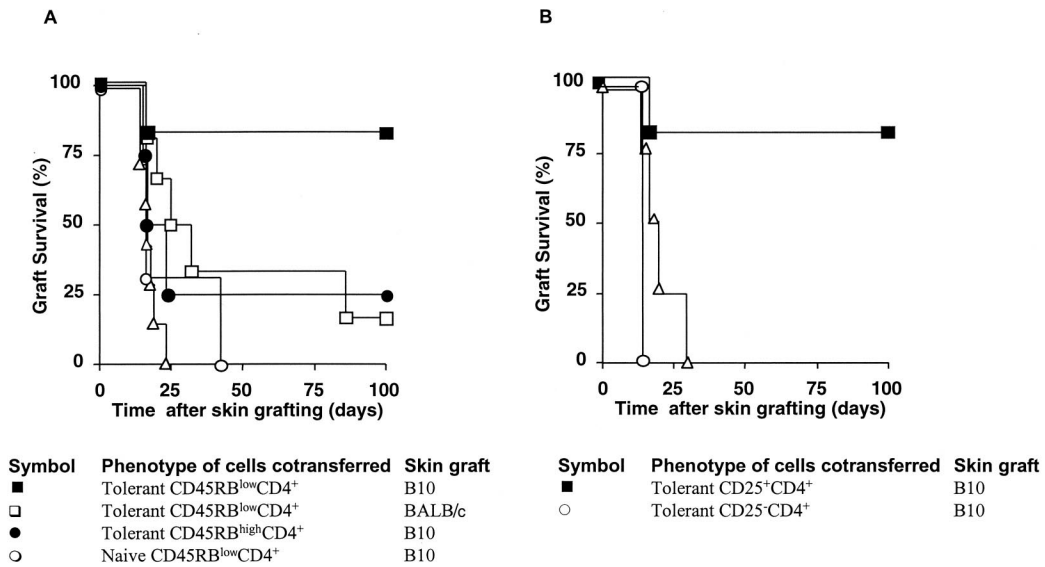 A
Graft Survival (%)
100
75
50
25
0
0 25 50 75 100
Time after skin grafting (days)
Symbol Phenotype of cells cotransferred Skin graft
■ Tolerant CD45RBlowCD4+ B10
□ Tolerant CD45RBlowCD4+ BALB/c
● Tolerant CD45RBhighCD4+ B10
○ Naive CD45RBlowCD4+ B10
B
Graft Survival (%)
100
75
50
25
0
0 25 50 75 100
Time after skin grafting (days)
Symbol Phenotype of cells cotransferred Skin graft
■ Tolerant CD25+CD4+ B10
○ Tolerant CD25-CD4+ B10